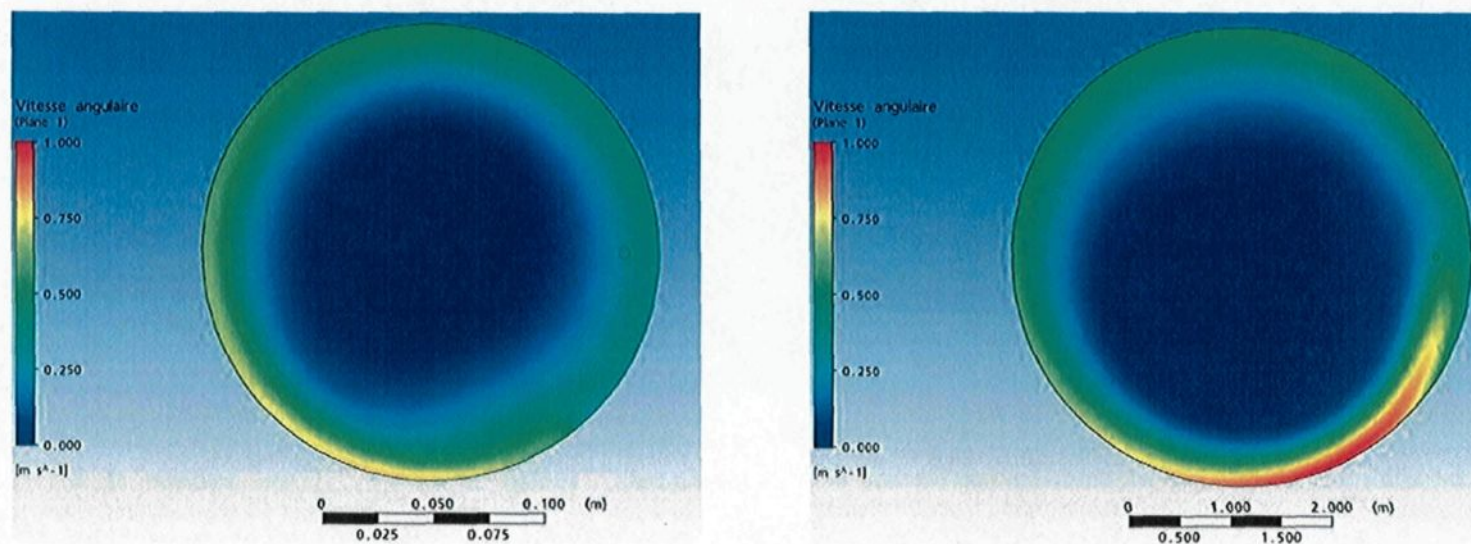 Vitesse angulaire
(Plane 1)
1.000
0.750
0.500
0.250
0.000
[m s^-1]
0 0.050 0.100 (m)
0.025 0.075
Vitesse angulaire
(Plane 1)
1.000
0.750
0.500
0.250
0.000
[m s^-1]
0 1.000 2.000 (m)
0.500 1.500